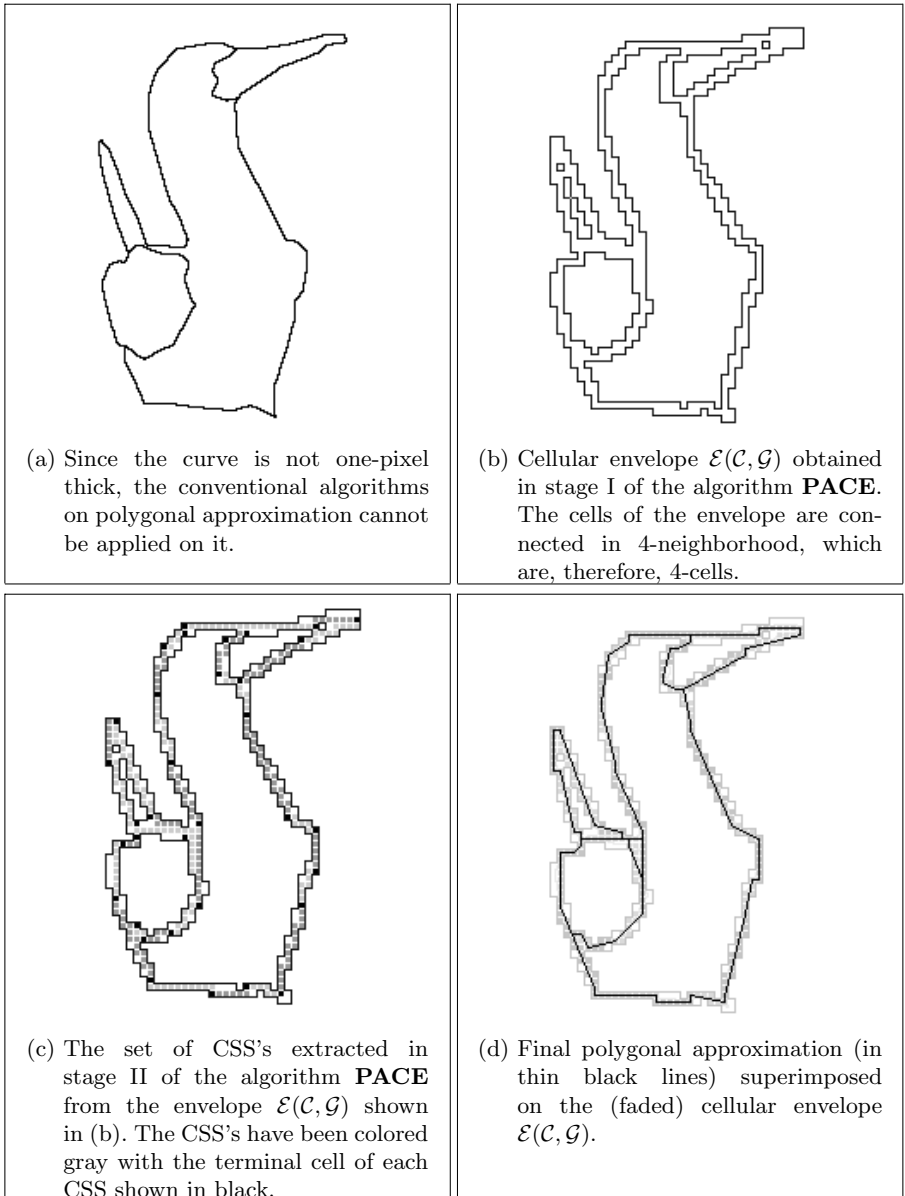 (a) Since the curve is not one-pixel
thick, the conventional algorithms
on polygonal approximation cannot
be applied on it.
(b) Cellular envelope ℰ(𝒞, 𝒢) obtained
in stage I of the algorithm PACE.
The cells of the envelope are con-
nected in 4-neighborhood, which
are, therefore, 4-cells.
(c) The set of CSS's extracted in
stage II of the algorithm PACE
from the envelope ℰ(𝒞, 𝒢) shown
in (b). The CSS's have been colored
gray with the terminal cell of each
CSS shown in black.
(d) Final polygonal approximation (in
thin black lines) superimposed
on the (faded) cellular envelope
ℰ(𝒞, 𝒢).